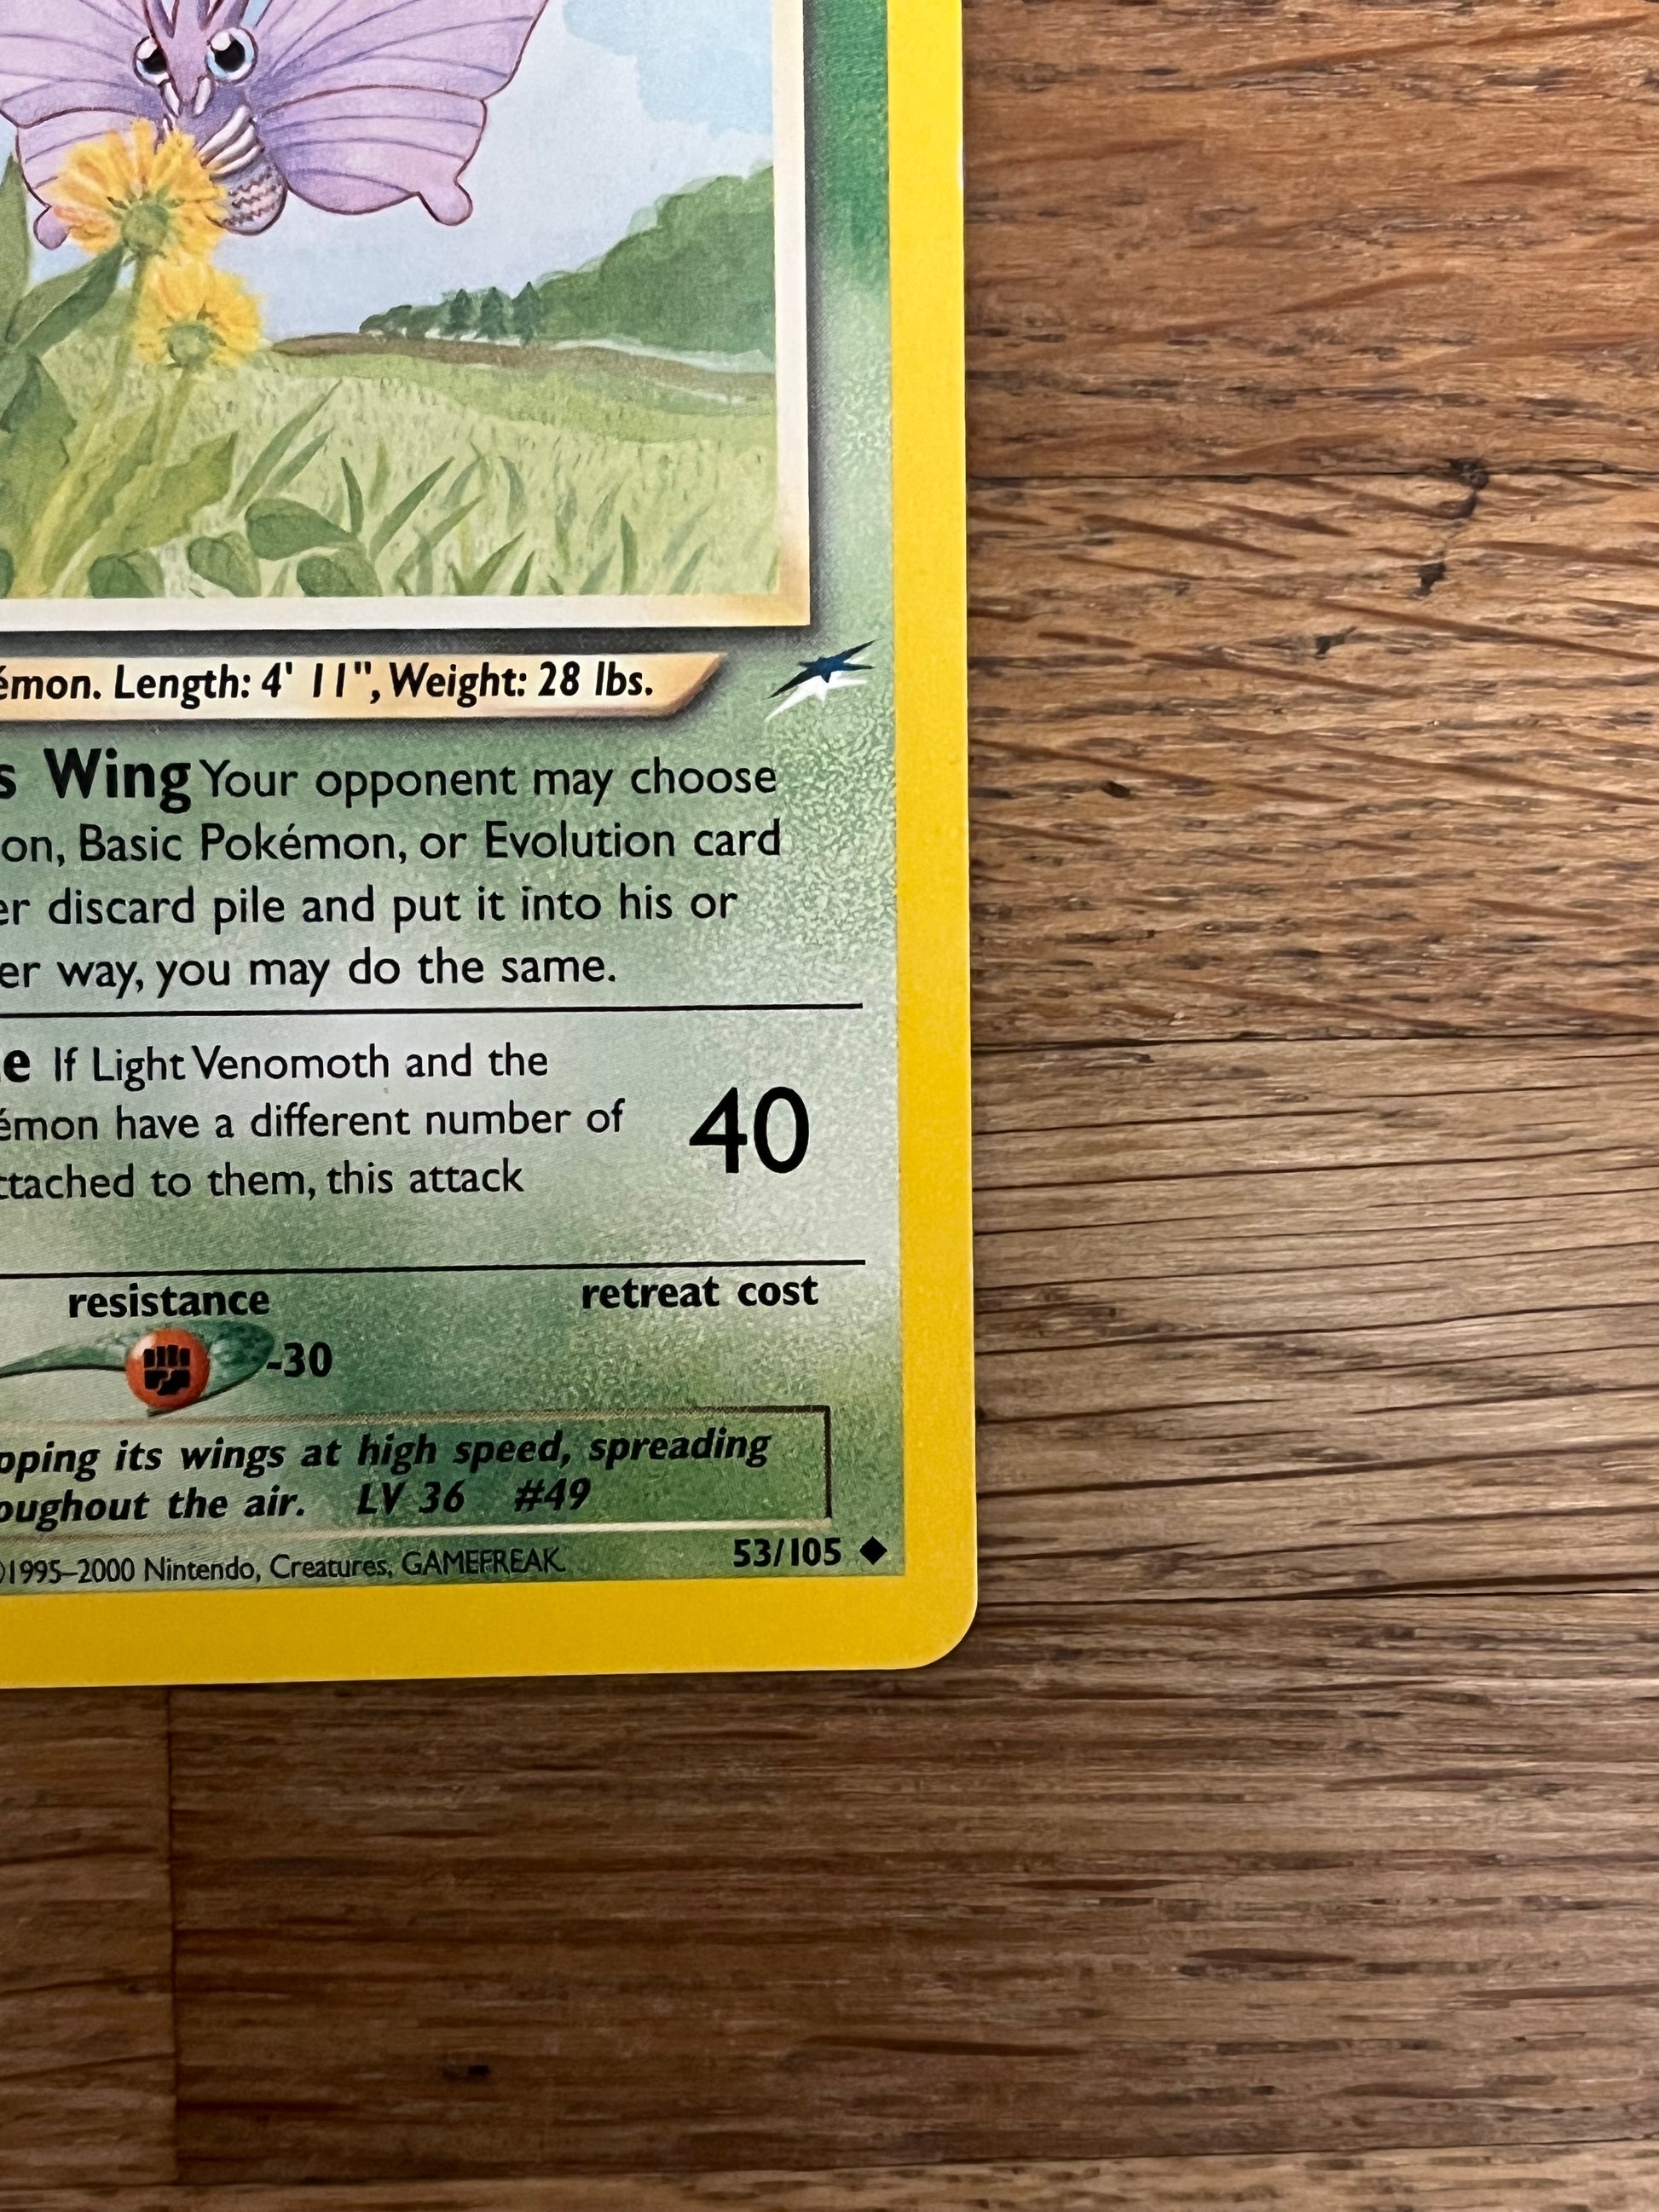 émon. Length: 4' 11", Weight: 28 lbs.
s Wing Your opponent may choose
on, Basic Pokémon, or Evolution card
er discard pile and put it into his or
er way, you may do the same.
e If Light Venomoth and the
émon have a different number of
ttached to them, this attack
40
resistance
retreat cost
-30
pping its wings at high speed, spreading
oughout the air. LV 36 #49
©1995–2000 Nintendo, Creatures, GAMEFREAK.
53/105